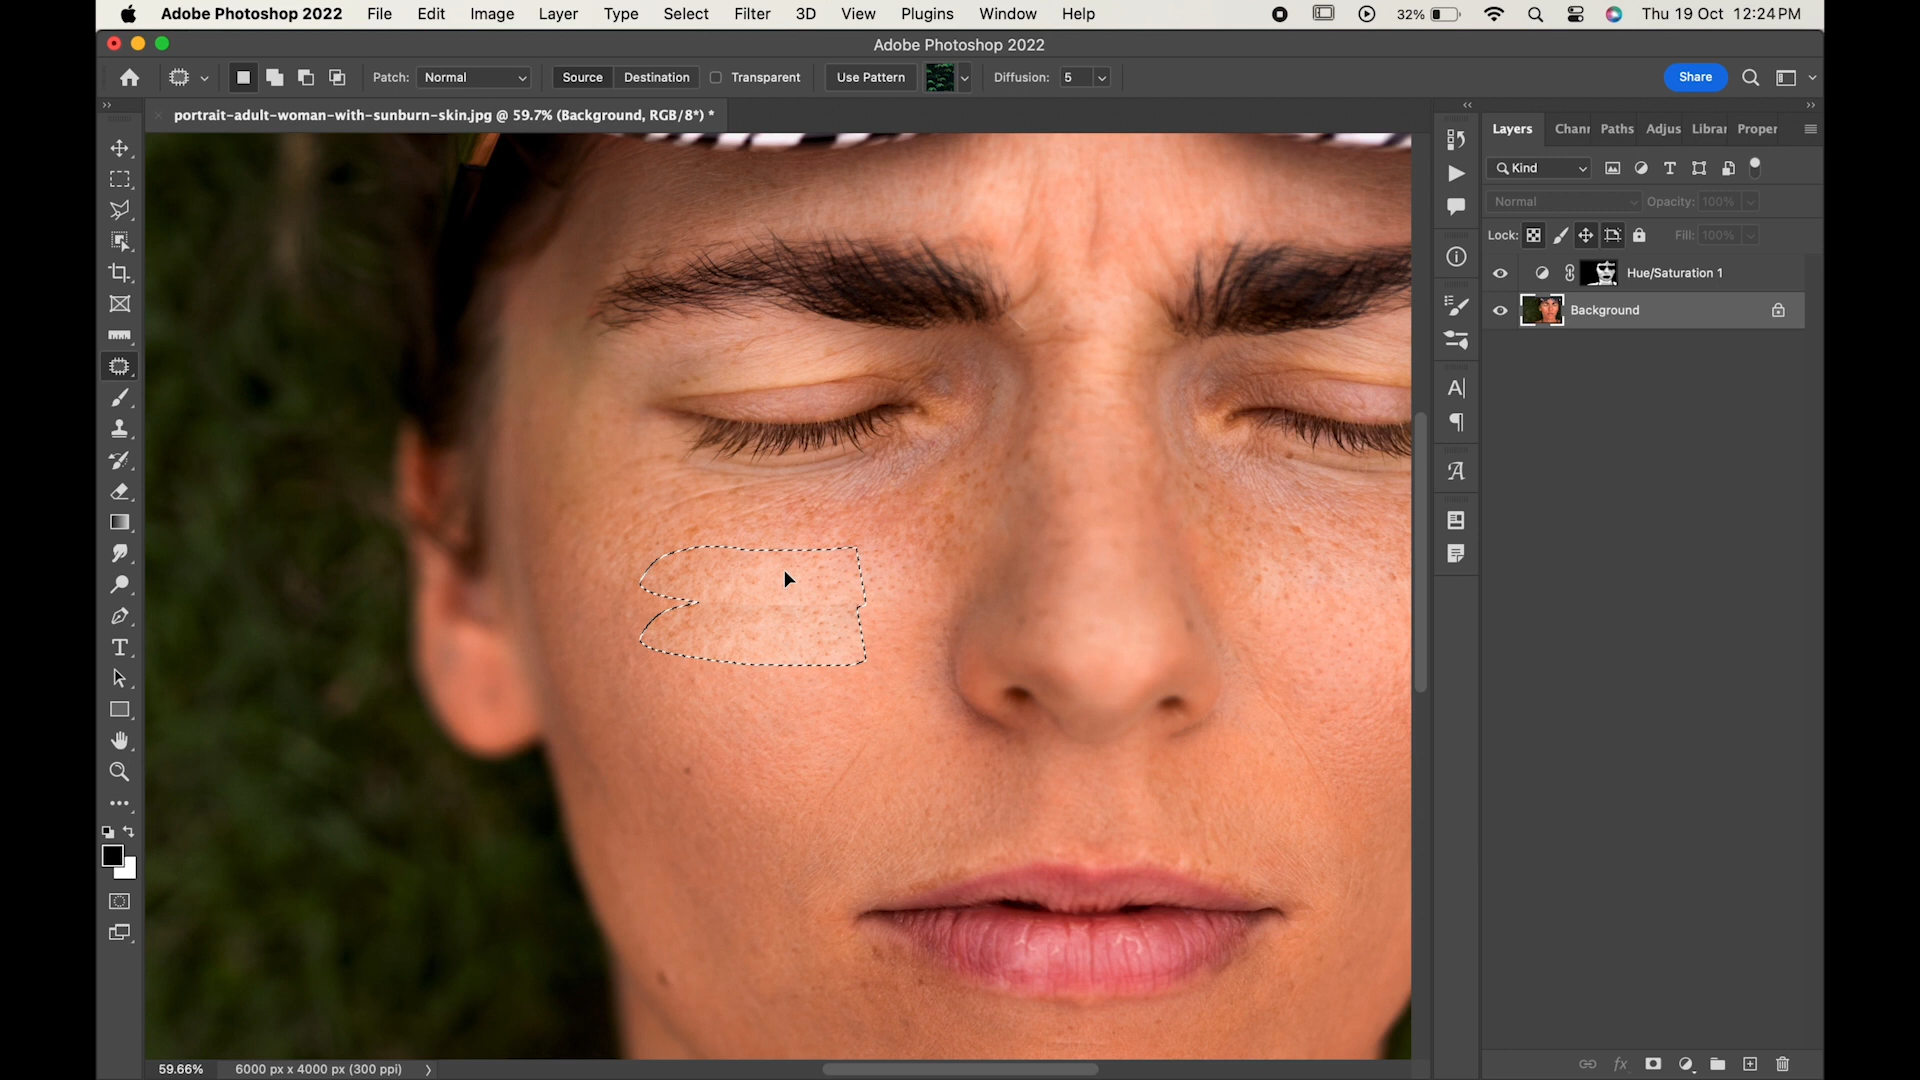 Adobe Photoshop 2022 File Edit Image Layer Type Select Filter 3D View Plugins Window Help 32% Thu 19 Oct 12:24 PM
Adobe Photoshop 2022
Patch: Normal Source Destination Transparent Use Pattern Diffusion: 5 Share
portrait-adult-woman-with-sunburn-skin.jpg @ 59.7% (Background, RGB/8*) *
Layers Chanr Paths Adjus Librar Proper
Kind
Normal Opacity: 100%
Lock: Fill: 100%
Hue/Saturation 1
Background
59.66% 6000 px x 4000 px (300 ppi)